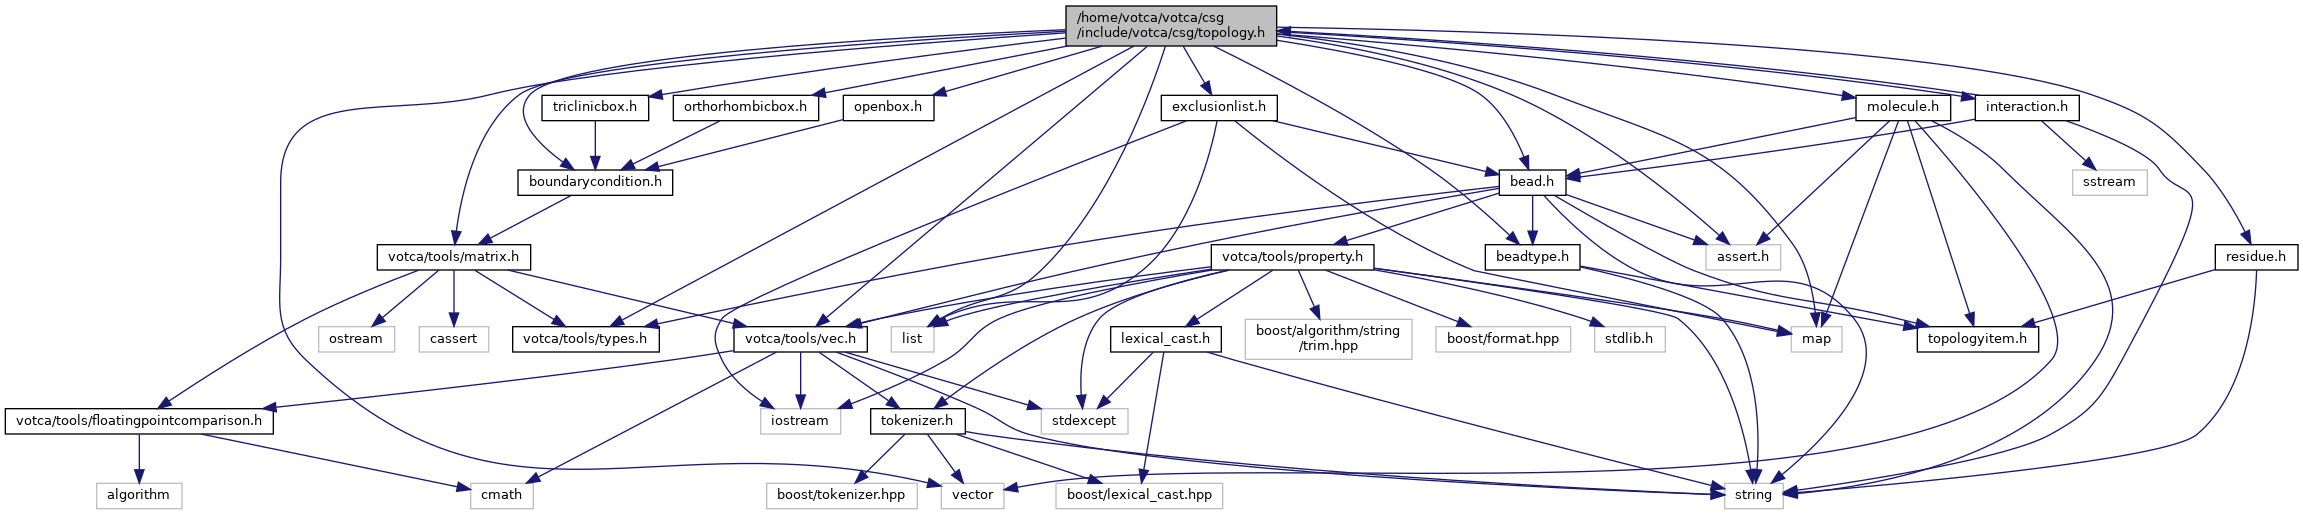 /home/votca/votca/csg
/include/votca/csg/topology.h
triclinicbox.h
orthorhombicbox.h
openbox.h
exclusionlist.h
molecule.h
interaction.h
boundarycondition.h
bead.h
sstream
votca/tools/matrix.h
votca/tools/property.h
beadtype.h
assert.h
residue.h
ostream
cassert
votca/tools/types.h
votca/tools/vec.h
list
lexical_cast.h
boost/algorithm/string
/trim.hpp
boost/format.hpp
stdlib.h
map
topologyitem.h
votca/tools/floatingpointcomparison.h
iostream
tokenizer.h
stdexcept
algorithm
cmath
boost/tokenizer.hpp
vector
boost/lexical_cast.hpp
string